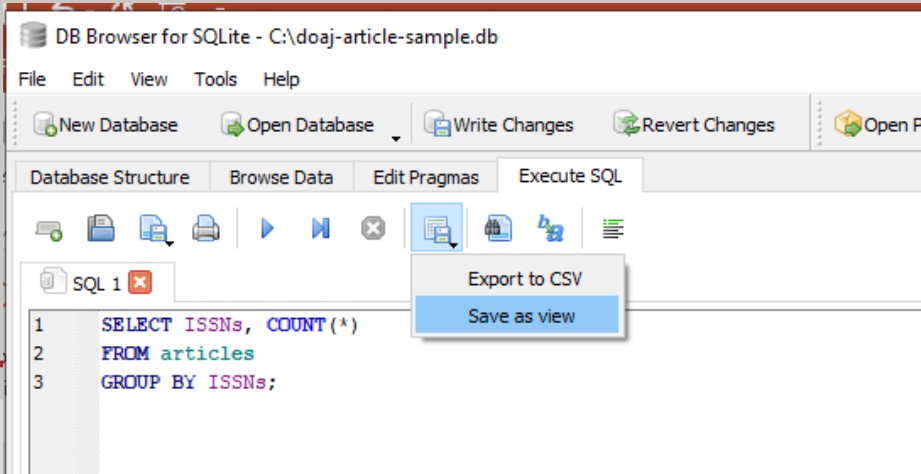 DB Browser for SQLite - C:\doaj-article-sample.db
File Edit View Tools Help
New Database Open Database Write Changes Revert Changes Open P
Database Structure Browse Data Edit Pragmas Execute SQL
SQL 1
Export to CSV
Save as view
1 SELECT ISSNs, COUNT(*)
2 FROM articles
3 GROUP BY ISSNs;